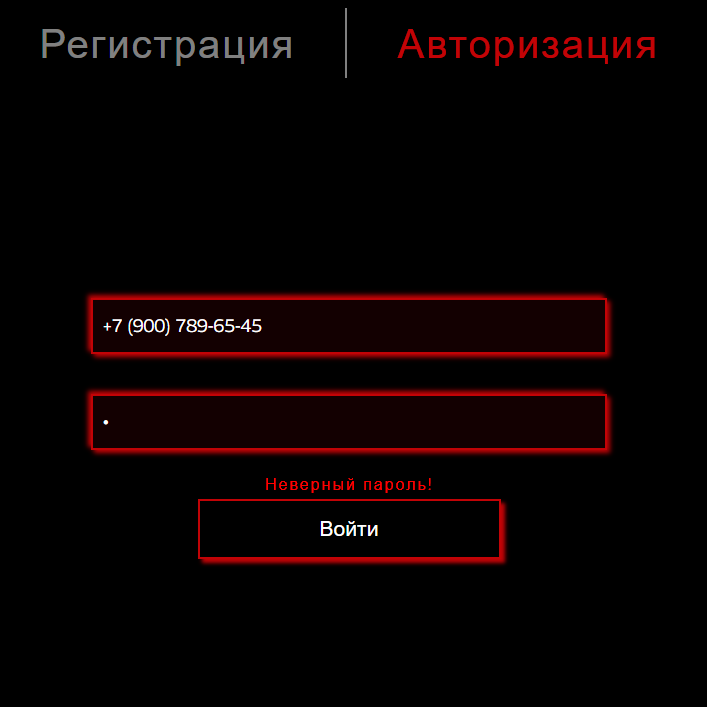 Регистрация
Авторизация
+7 (900) 789-65-45
•
Неверный пароль!
Войти